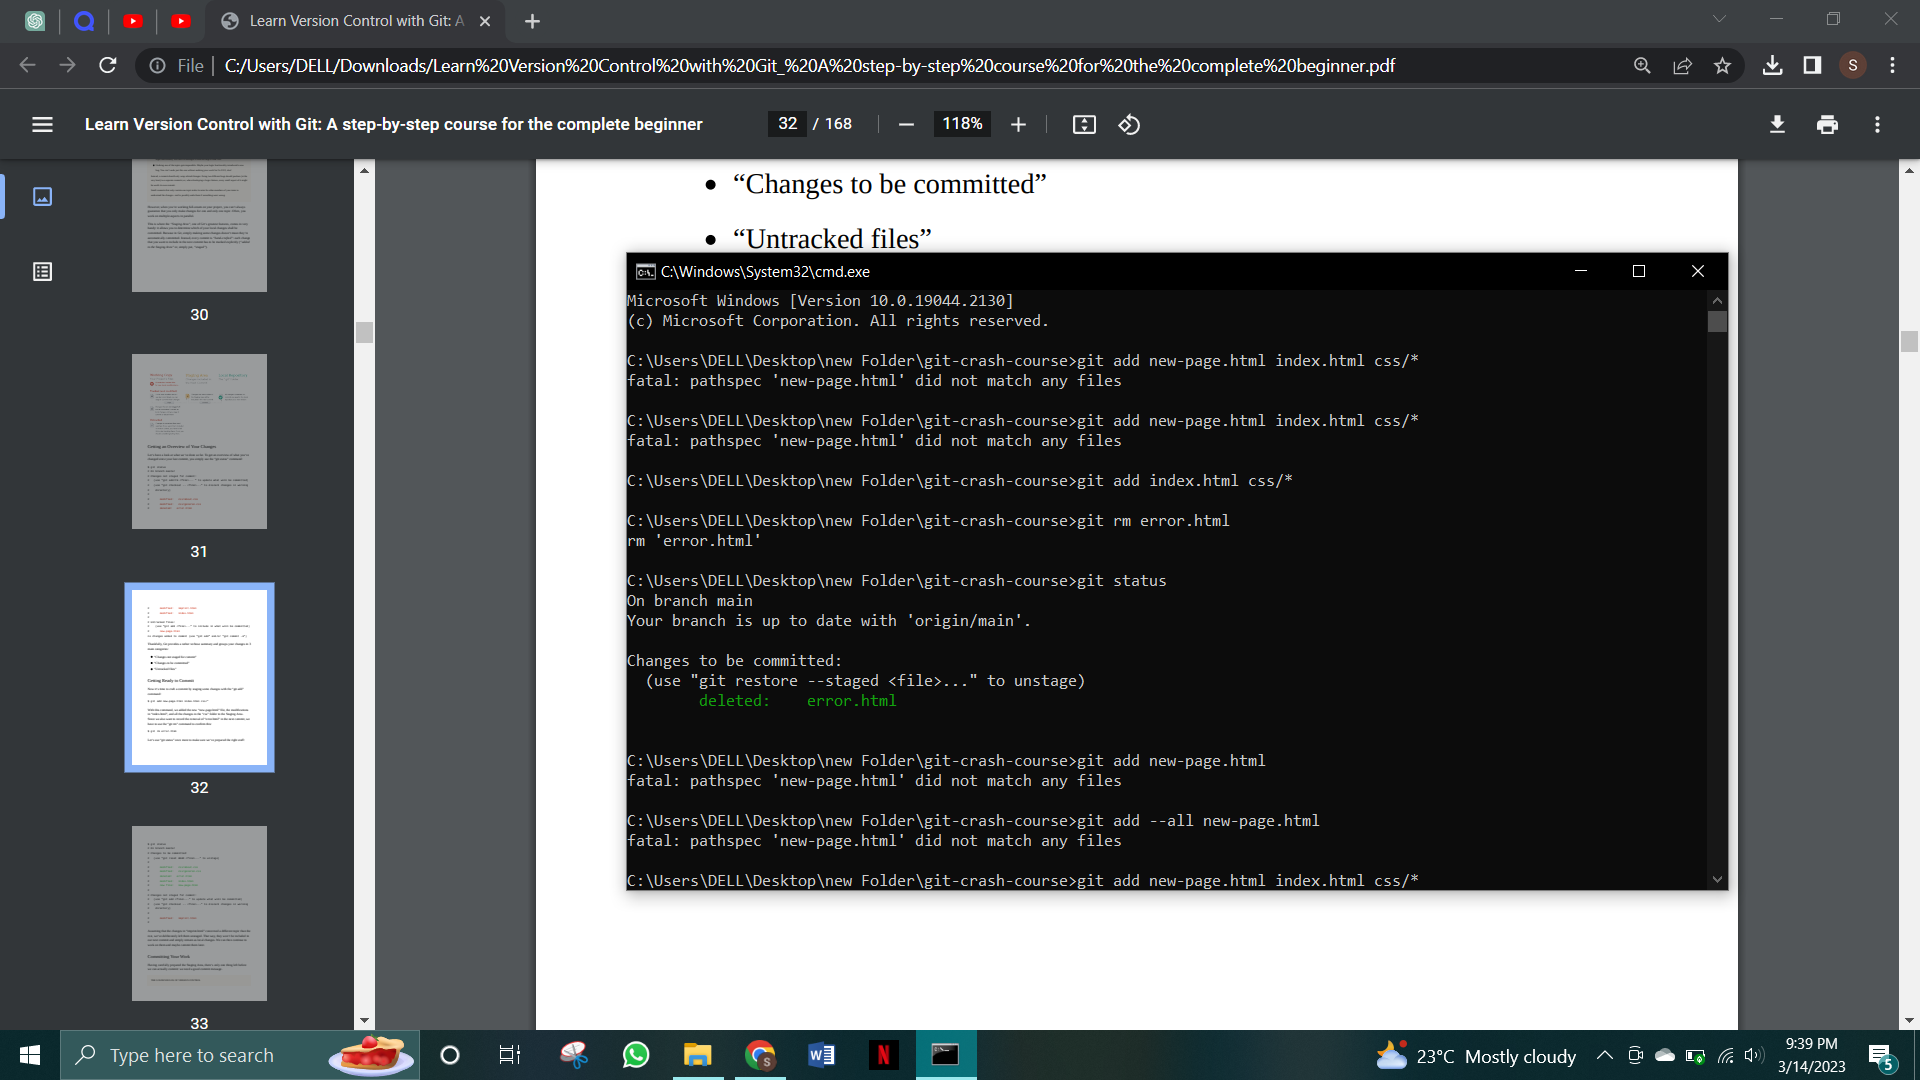 Learn Version Control with Git: A
File
C:/Users/DELL/Downloads/Learn%20Version%20Control%20with%20Git_%20A%20step-by-step%20course%20for%20the%20complete%20beginner.pdf
S
Learn Version Control with Git: A step-by-step course for the complete beginner
32 / 168
118%
30
31
32
33
• “Changes to be committed”
• “Untracked files”
C:\Windows\System32\cmd.exe
Microsoft Windows [Version 10.0.19044.2130]
(c) Microsoft Corporation. All rights reserved.
C:\Users\DELL\Desktop\new Folder\git-crash-course>git add new-page.html index.html css/*
fatal: pathspec 'new-page.html' did not match any files
C:\Users\DELL\Desktop\new Folder\git-crash-course>git add new-page.html index.html css/*
fatal: pathspec 'new-page.html' did not match any files
C:\Users\DELL\Desktop\new Folder\git-crash-course>git add index.html css/*
C:\Users\DELL\Desktop\new Folder\git-crash-course>git rm error.html
rm 'error.html'
C:\Users\DELL\Desktop\new Folder\git-crash-course>git status
On branch main
Your branch is up to date with 'origin/main'.
Changes to be committed:
(use "git restore --staged <file>..." to unstage)
deleted: error.html
C:\Users\DELL\Desktop\new Folder\git-crash-course>git add new-page.html
fatal: pathspec 'new-page.html' did not match any files
C:\Users\DELL\Desktop\new Folder\git-crash-course>git add --all new-page.html
fatal: pathspec 'new-page.html' did not match any files
C:\Users\DELL\Desktop\new Folder\git-crash-course>git add new-page.html index.html css/*
Type here to search
23°C Mostly cloudy
9:39 PM
3/14/2023
5